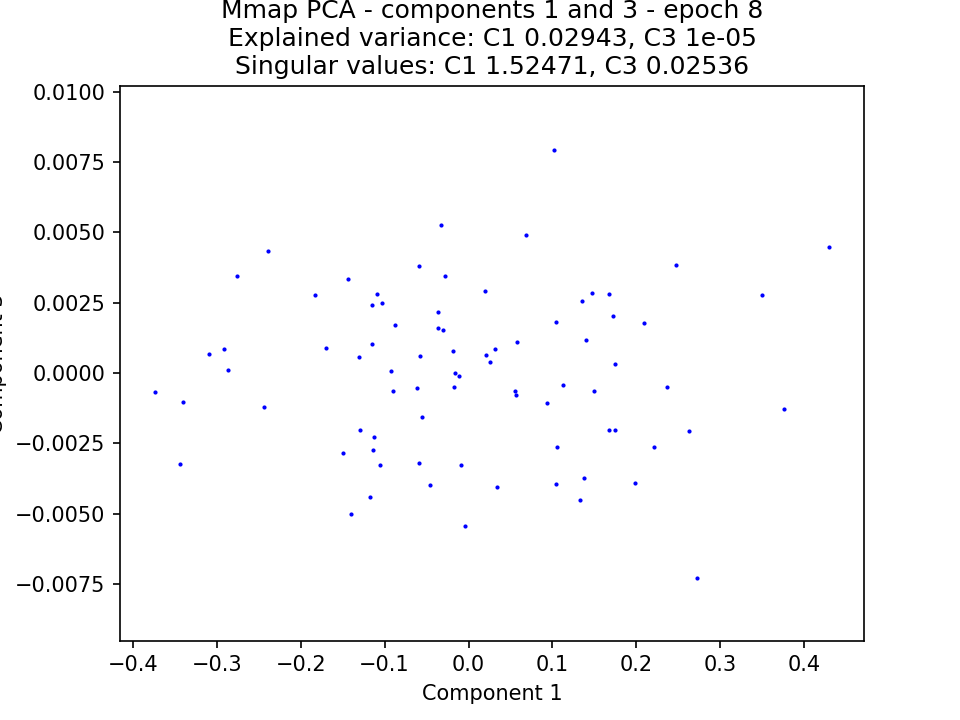 Mmap PCA - components 1 and 3 - epoch 8
Explained variance: C1 0.02943, C3 1e-05
Singular values: C1 1.52471, C3 0.02536
0.0100
0.0075
0.0050
0.0025
0.0000
−0.0025
−0.0050
−0.0075
−0.4 −0.3 −0.2 −0.1 0.0 0.1 0.2 0.3 0.4
Component 1